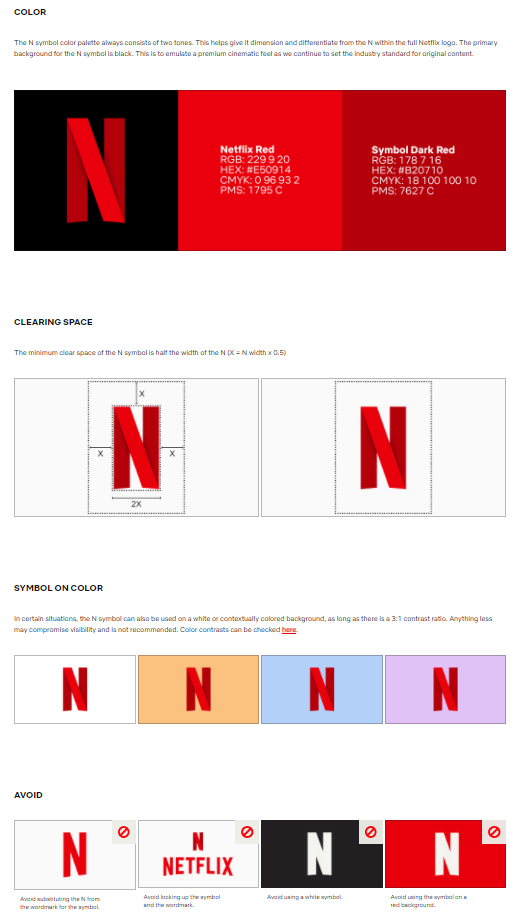 COLOR
The N symbol color palette always consists of two tones. This helps give it dimension and differentiate from the N within the full Netflix logo. The primary
background for the N symbol is black. This is to emulate a premium cinematic feel as we continue to set the industry standard for original content.
Netflix Red
RGB: 229 9 20
HEX: #E50914
CMYK: 0 96 93 2
PMS: 1795 C
Symbol Dark Red
RGB: 178 7 16
HEX: #B20710
CMYK: 18 100 100 10
PMS: 7627 C
CLEARING SPACE
The minimum clear space of the N symbol is half the width of the N (X = N width x 0.5)
X
X
X
2X
SYMBOL ON COLOR
In certain situations, the N symbol can also be used on a white or contextually colored background, as long as there is a 3:1 contrast ratio. Anything less
may compromise visibility and is not recommended. Color contrasts can be checked here.
AVOID
N
N
NETFLIX
N
N
Avoid substituting the N from
the wordmark for the symbol.
Avoid locking up the symbol
and the wordmark.
Avoid using a white symbol.
Avoid using the symbol on a
red background.